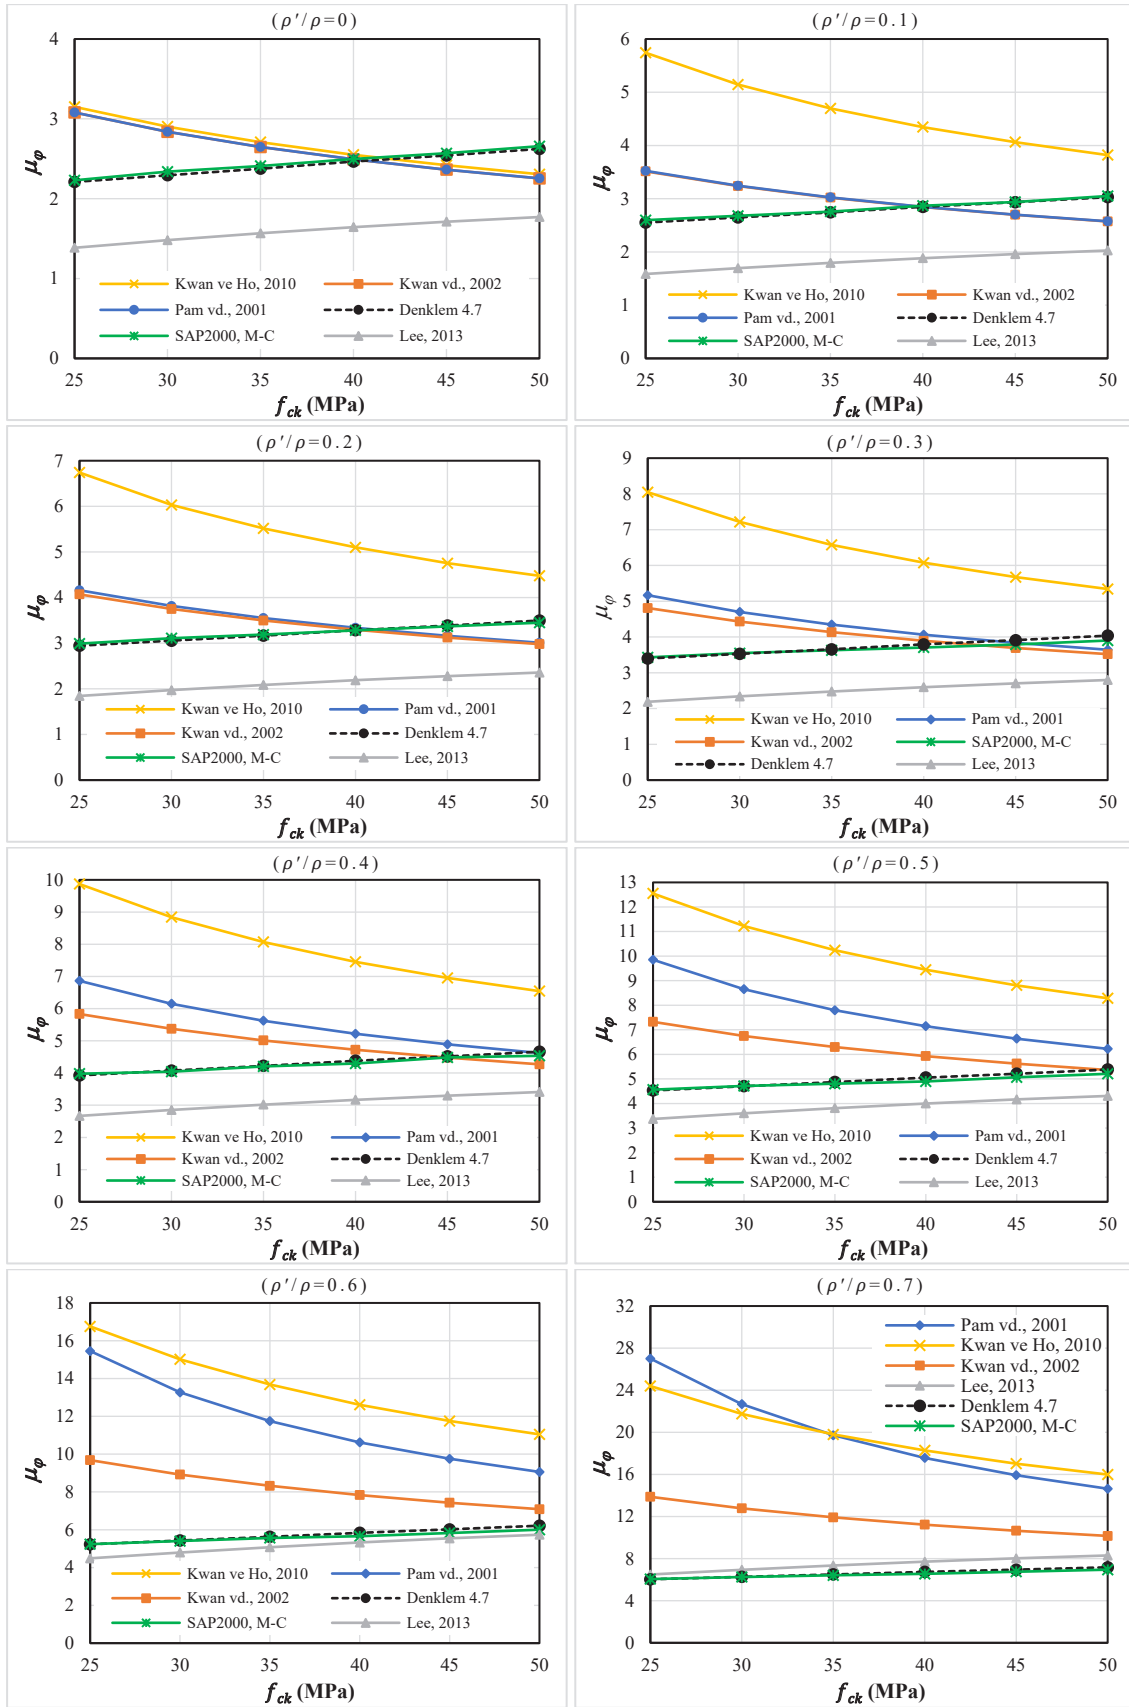 (ρ'/ρ=0)
4
3
2
1
0
μφ
Kwan ve Ho, 2010
Kwan vd., 2002
Pam vd., 2001
Denklem 4.7
SAP2000, M-C
Lee, 2013
25 30 35 40 45 50
fck (MPa)
(ρ'/ρ=0.1)
6
5
4
3
2
1
0
μφ
Kwan ve Ho, 2010
Kwan vd., 2002
Pam vd., 2001
Denklem 4.7
SAP2000, M-C
Lee, 2013
25 30 35 40 45 50
fck (MPa)
(ρ'/ρ=0.2)
7
6
5
4
3
2
1
0
μφ
Kwan ve Ho, 2010
Pam vd., 2001
Kwan vd., 2002
Denklem 4.7
SAP2000, M-C
Lee, 2013
25 30 35 40 45 50
fck (MPa)
(ρ'/ρ=0.3)
9
8
7
6
5
4
3
2
1
0
μφ
Kwan ve Ho, 2010
Pam vd., 2001
Kwan vd., 2002
SAP2000, M-C
Denklem 4.7
Lee, 2013
25 30 35 40 45 50
fck (MPa)
(ρ'/ρ=0.4)
10
9
8
7
6
5
4
3
2
1
0
μφ
Kwan ve Ho, 2010
Pam vd., 2001
Kwan vd., 2002
Denklem 4.7
SAP2000, M-C
Lee, 2013
25 30 35 40 45 50
fck (MPa)
(ρ'/ρ=0.5)
13
12
11
10
9
8
7
6
5
4
3
2
1
0
μφ
Kwan ve Ho, 2010
Pam vd., 2001
Kwan vd., 2002
Denklem 4.7
SAP2000, M-C
Lee, 2013
25 30 35 40 45 50
fck (MPa)
(ρ'/ρ=0.6)
18
16
14
12
10
8
6
4
2
0
μφ
Kwan ve Ho, 2010
Pam vd., 2001
Kwan vd., 2002
Denklem 4.7
SAP2000, M-C
Lee, 2013
25 30 35 40 45 50
fck (MPa)
(ρ'/ρ=0.7)
32
28
24
20
16
12
8
4
0
μφ
Pam vd., 2001
Kwan ve Ho, 2010
Kwan vd., 2002
Lee, 2013
Denklem 4.7
SAP2000, M-C
25 30 35 40 45 50
fck (MPa)